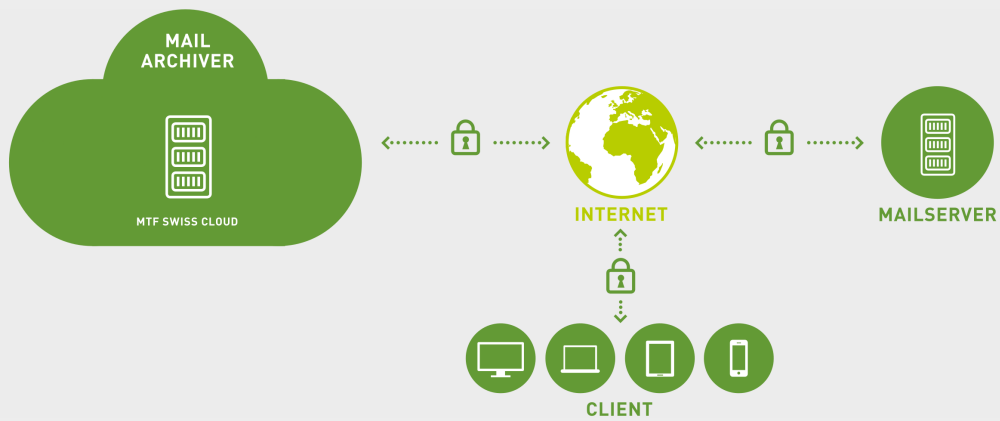 MAIL
ARCHIVER
MTF SWISS CLOUD
INTERNET
MAILSERVER
CLIENT